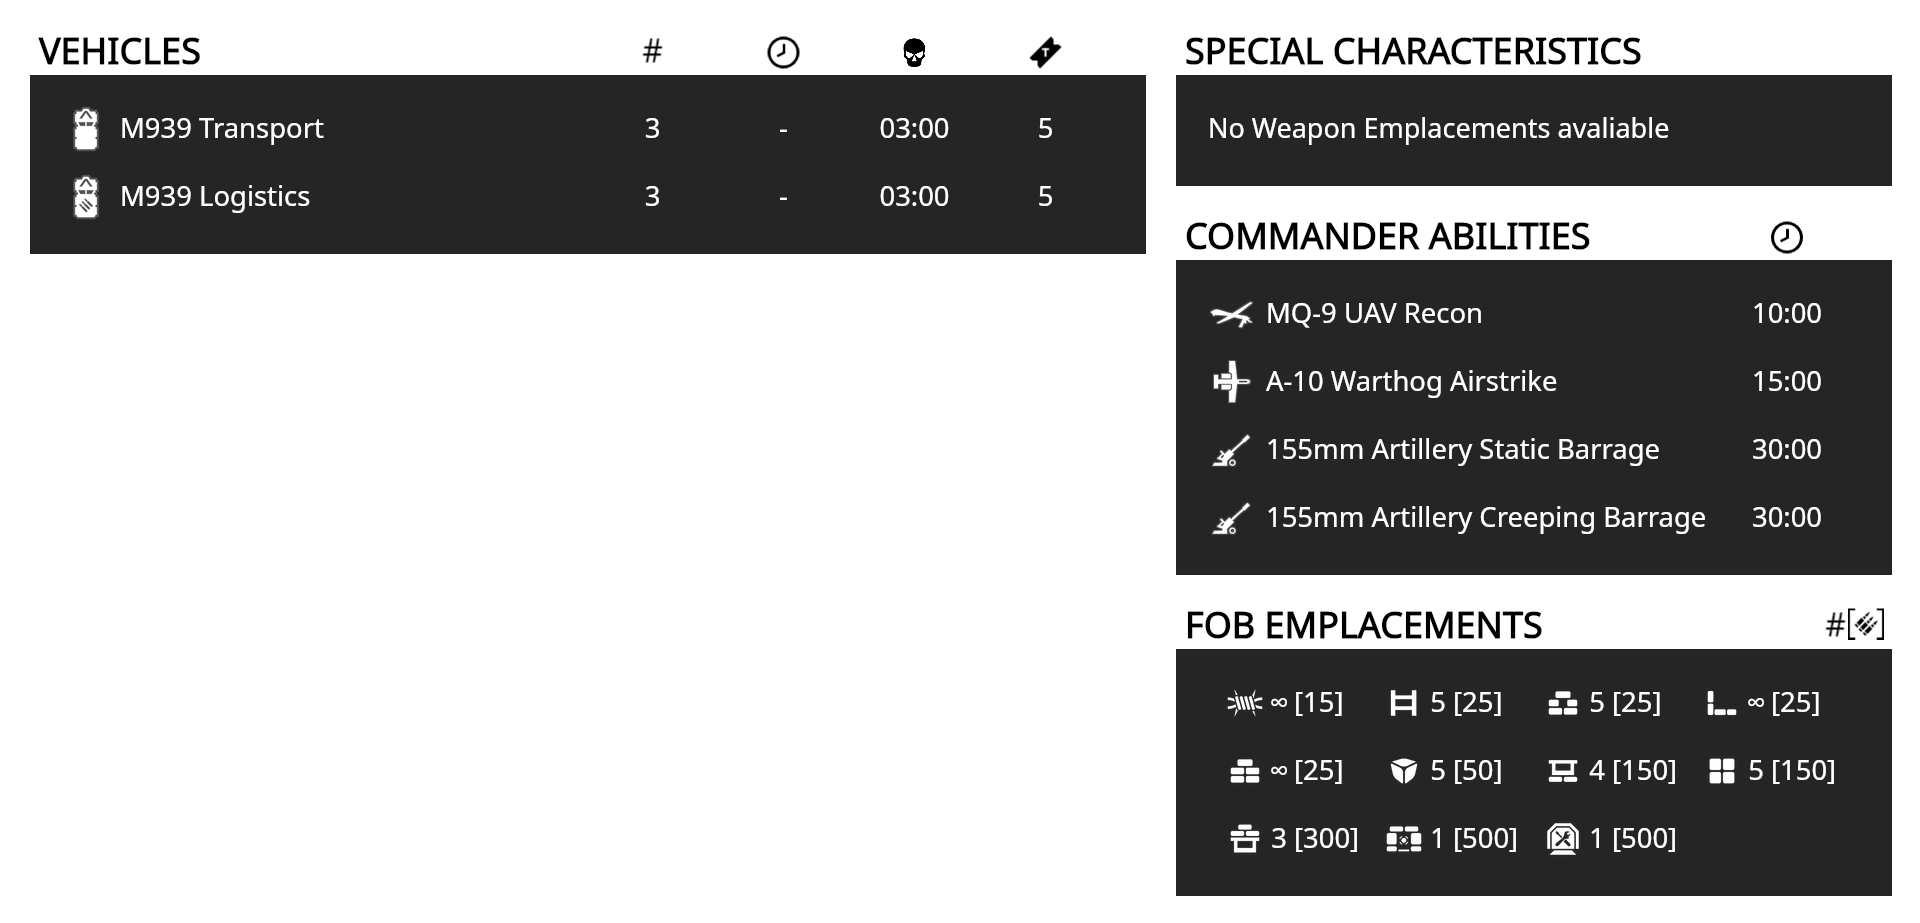 VEHICLES #
M939 Transport 3 - 03:00 5
M939 Logistics 3 - 03:00 5
SPECIAL CHARACTERISTICS
No Weapon Emplacements avaliable
COMMANDER ABILITIES
MQ-9 UAV Recon 10:00
A-10 Warthog Airstrike 15:00
155mm Artillery Static Barrage 30:00
155mm Artillery Creeping Barrage 30:00
FOB EMPLACEMENTS #[]
∞ [15] 5 [25] 5 [25] ∞ [25]
∞ [25] 5 [50] 4 [150] 5 [150]
3 [300] 1 [500] 1 [500]